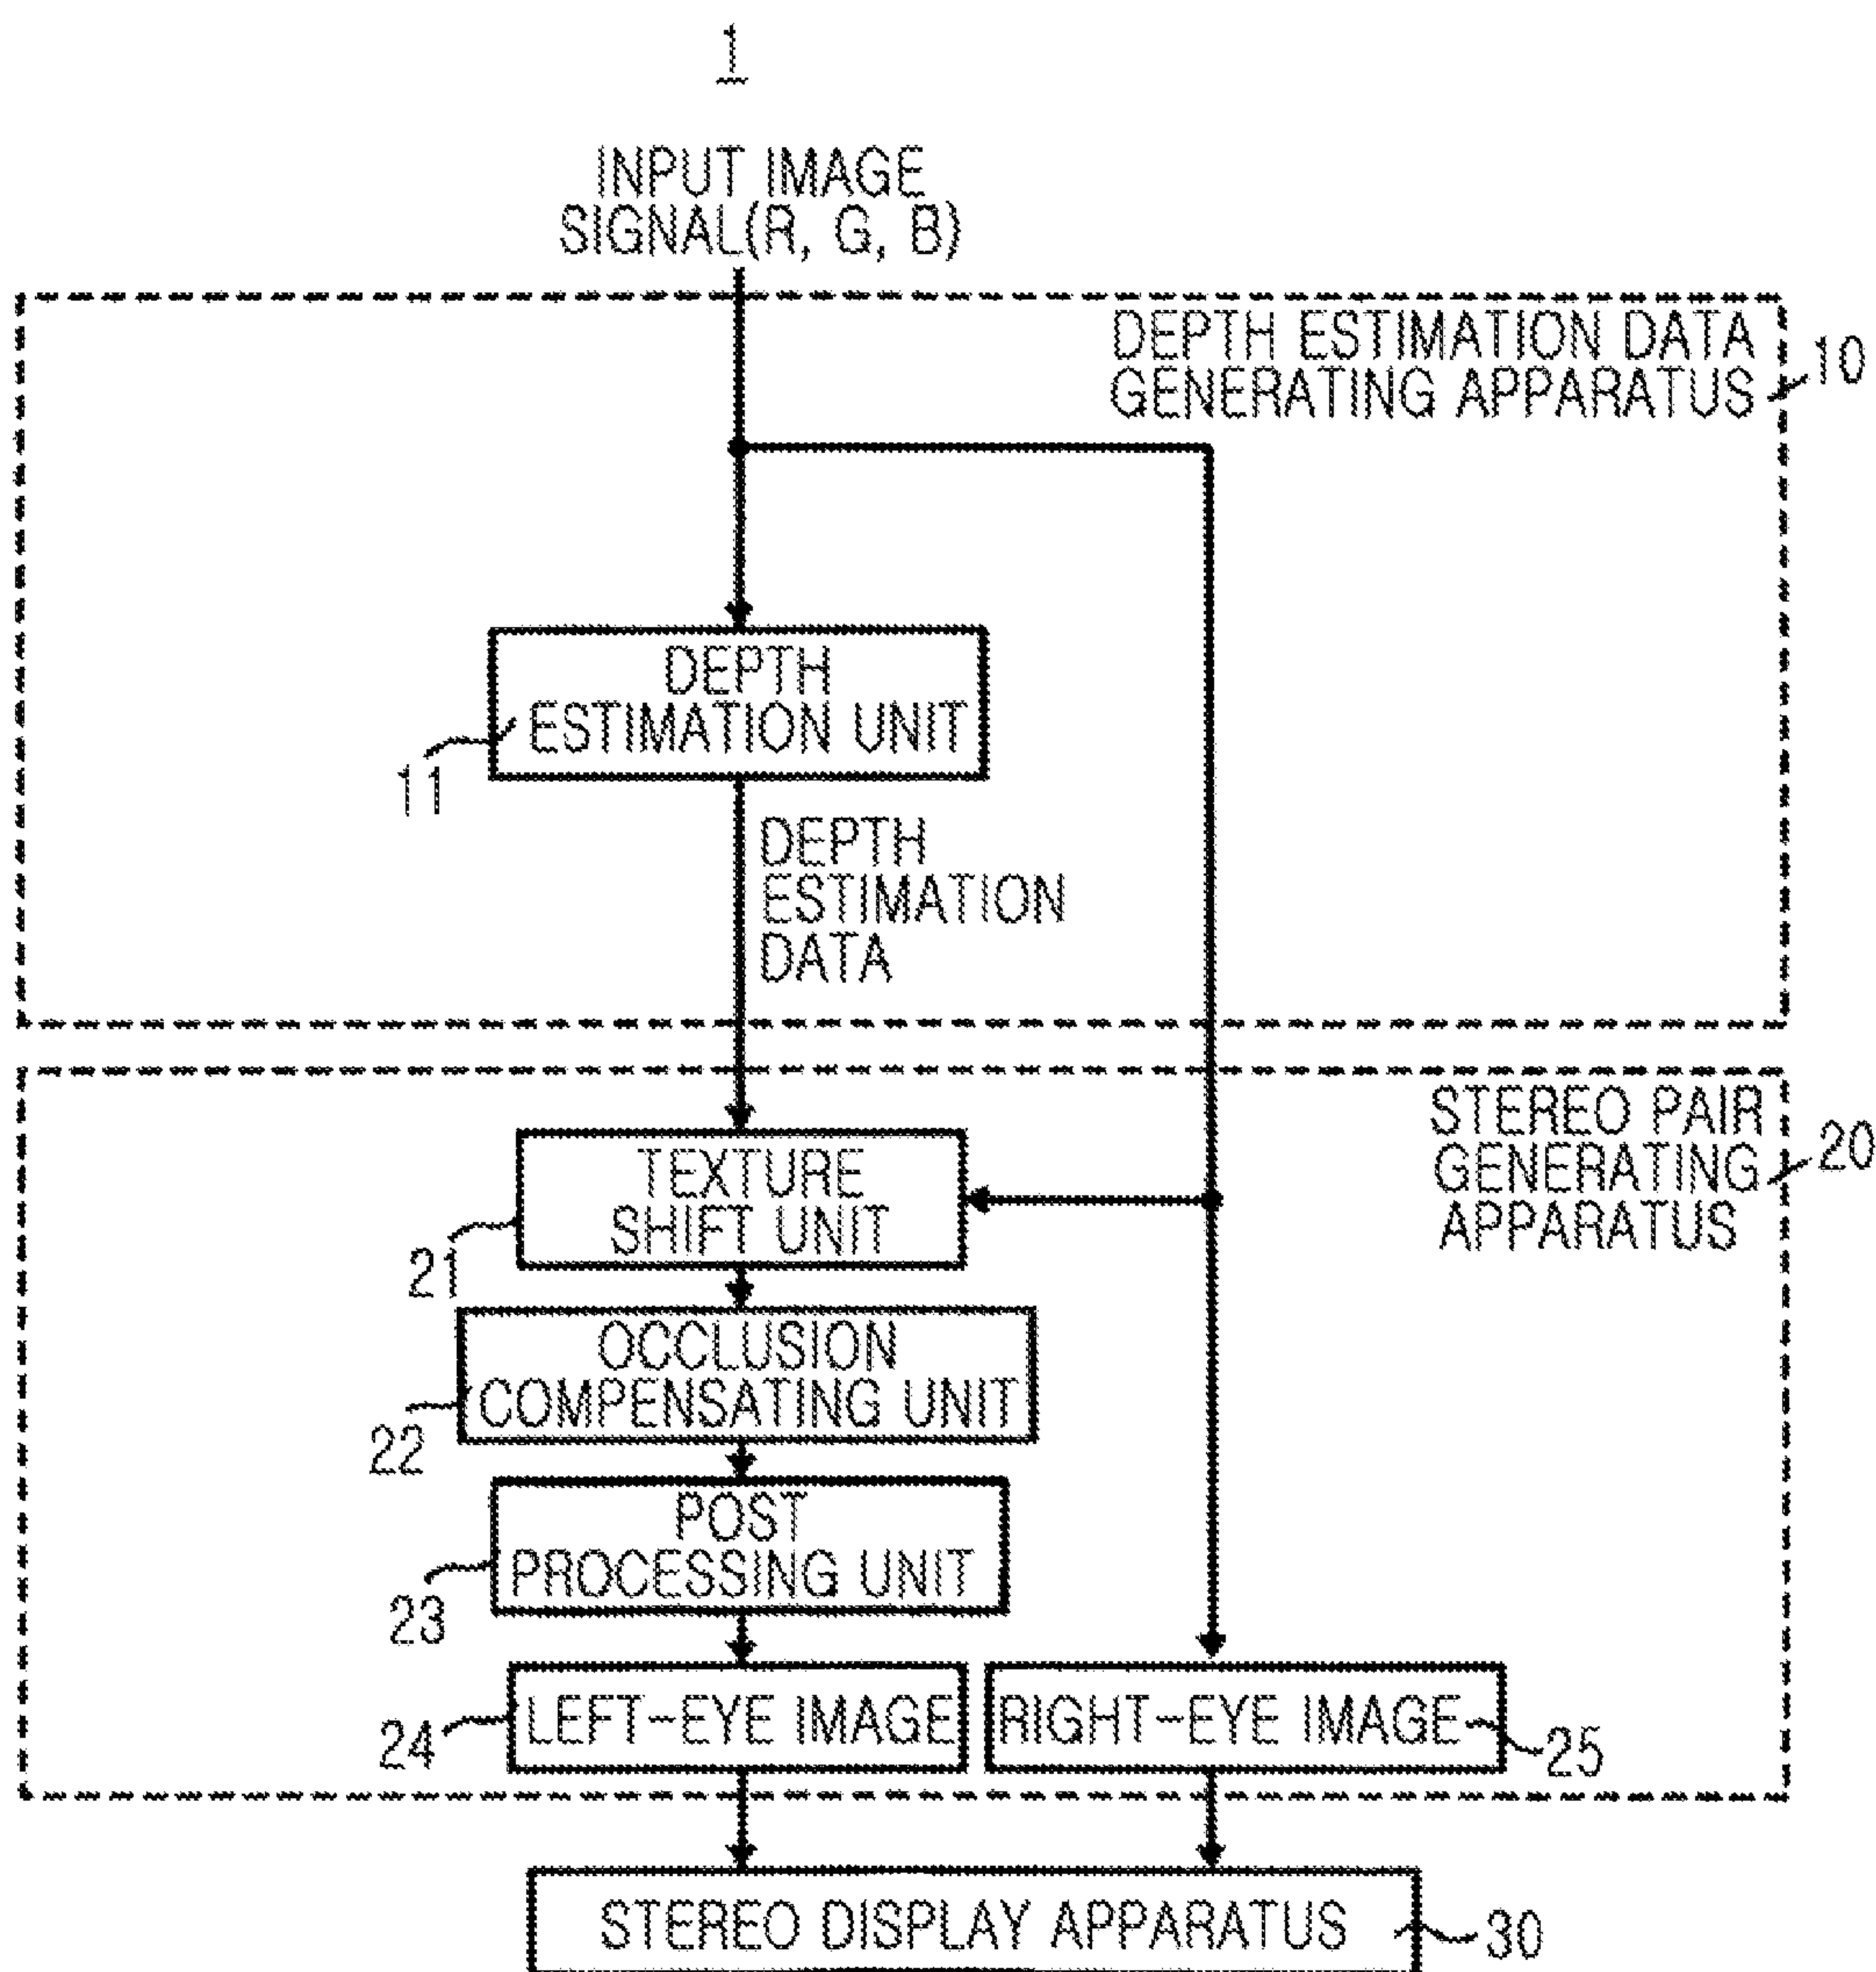 1
INPUT IMAGE
SIGNAL(R, G, B)
DEPTH ESTIMATION DATA
GENERATING APPARATUS
10
DEPTH
ESTIMATION UNIT
11
DEPTH
ESTIMATION
DATA
STEREO PAIR
GENERATING
APPARATUS
20
TEXTURE
SHIFT UNIT
21
OCCLUSION
COMPENSATING UNIT
22
POST
PROCESSING UNIT
23
LEFT-EYE IMAGE
24
RIGHT-EYE IMAGE
25
STEREO DISPLAY APPARATUS
30